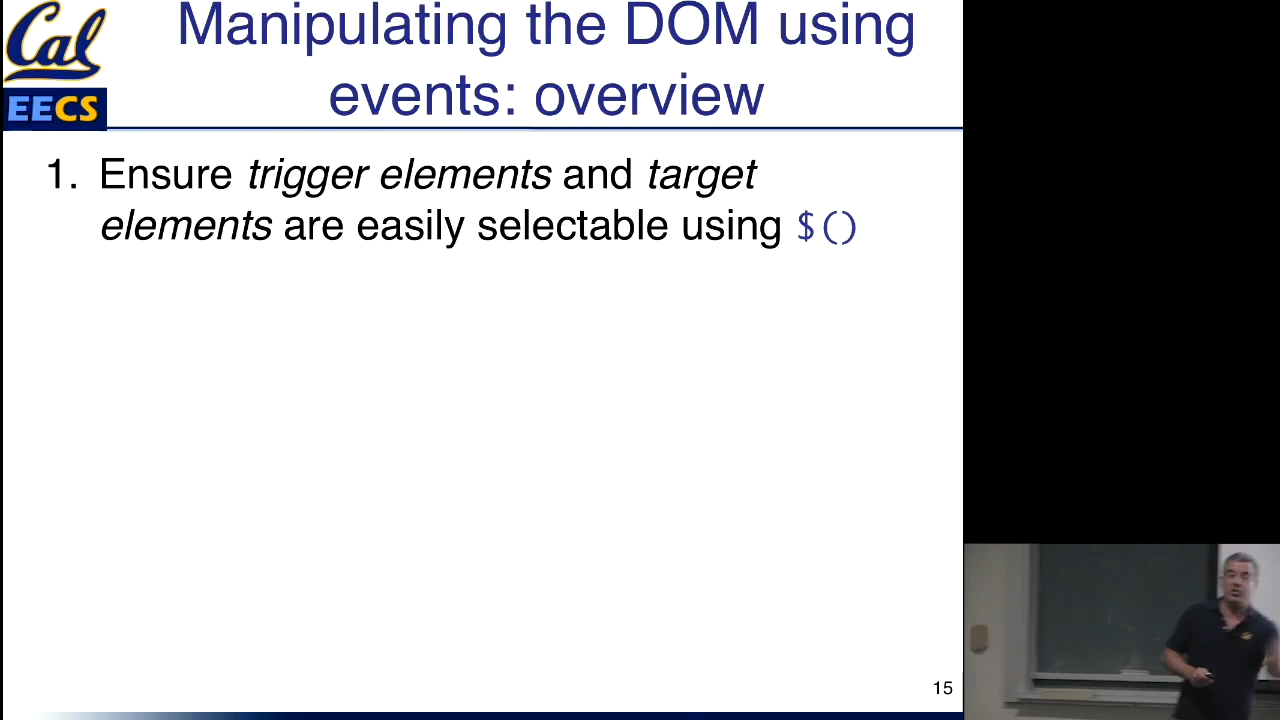 Cal
EECS
Manipulating the DOM using
events: overview
1. Ensure trigger elements and target
elements are easily selectable using $()
15
Cal